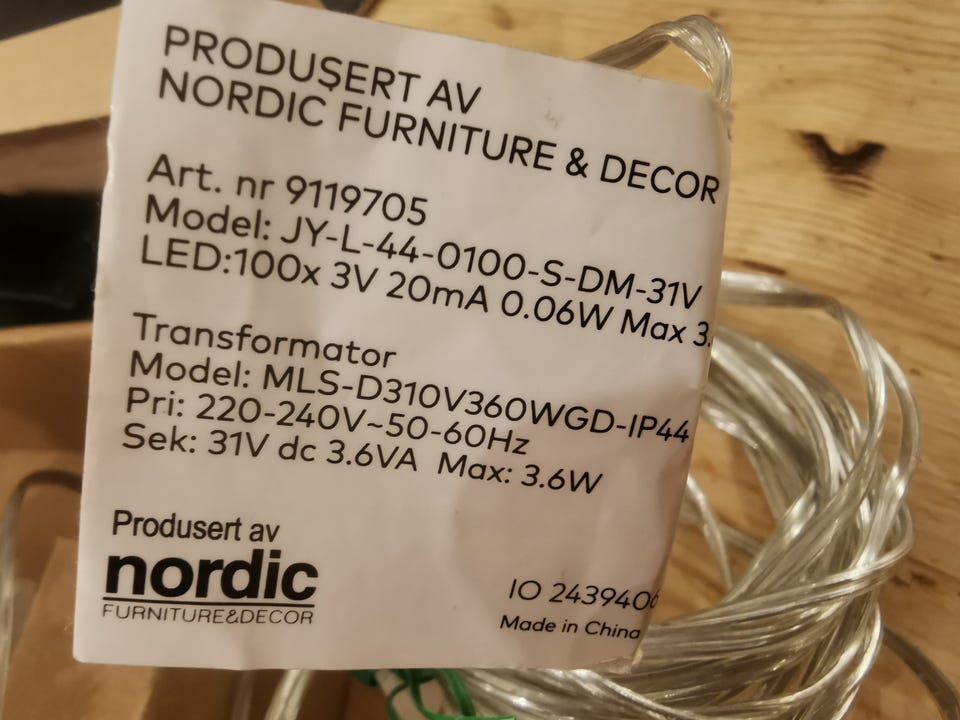 PRODUSERT AV
NORDIC FURNITURE & DECOR
Art. nr 9119705
Model: JY-L-44-0100-S-DM-31V
LED:100x 3V 20mA 0.06W Max
Transformator
Model: MLS-D310V360WGD-IP44
Pri: 220-240V~50-60Hz
Sek: 31V dc 3.6VA Max: 3.6W
Produsert av
nordic
FURNITURE&DECOR
IO
Made in China